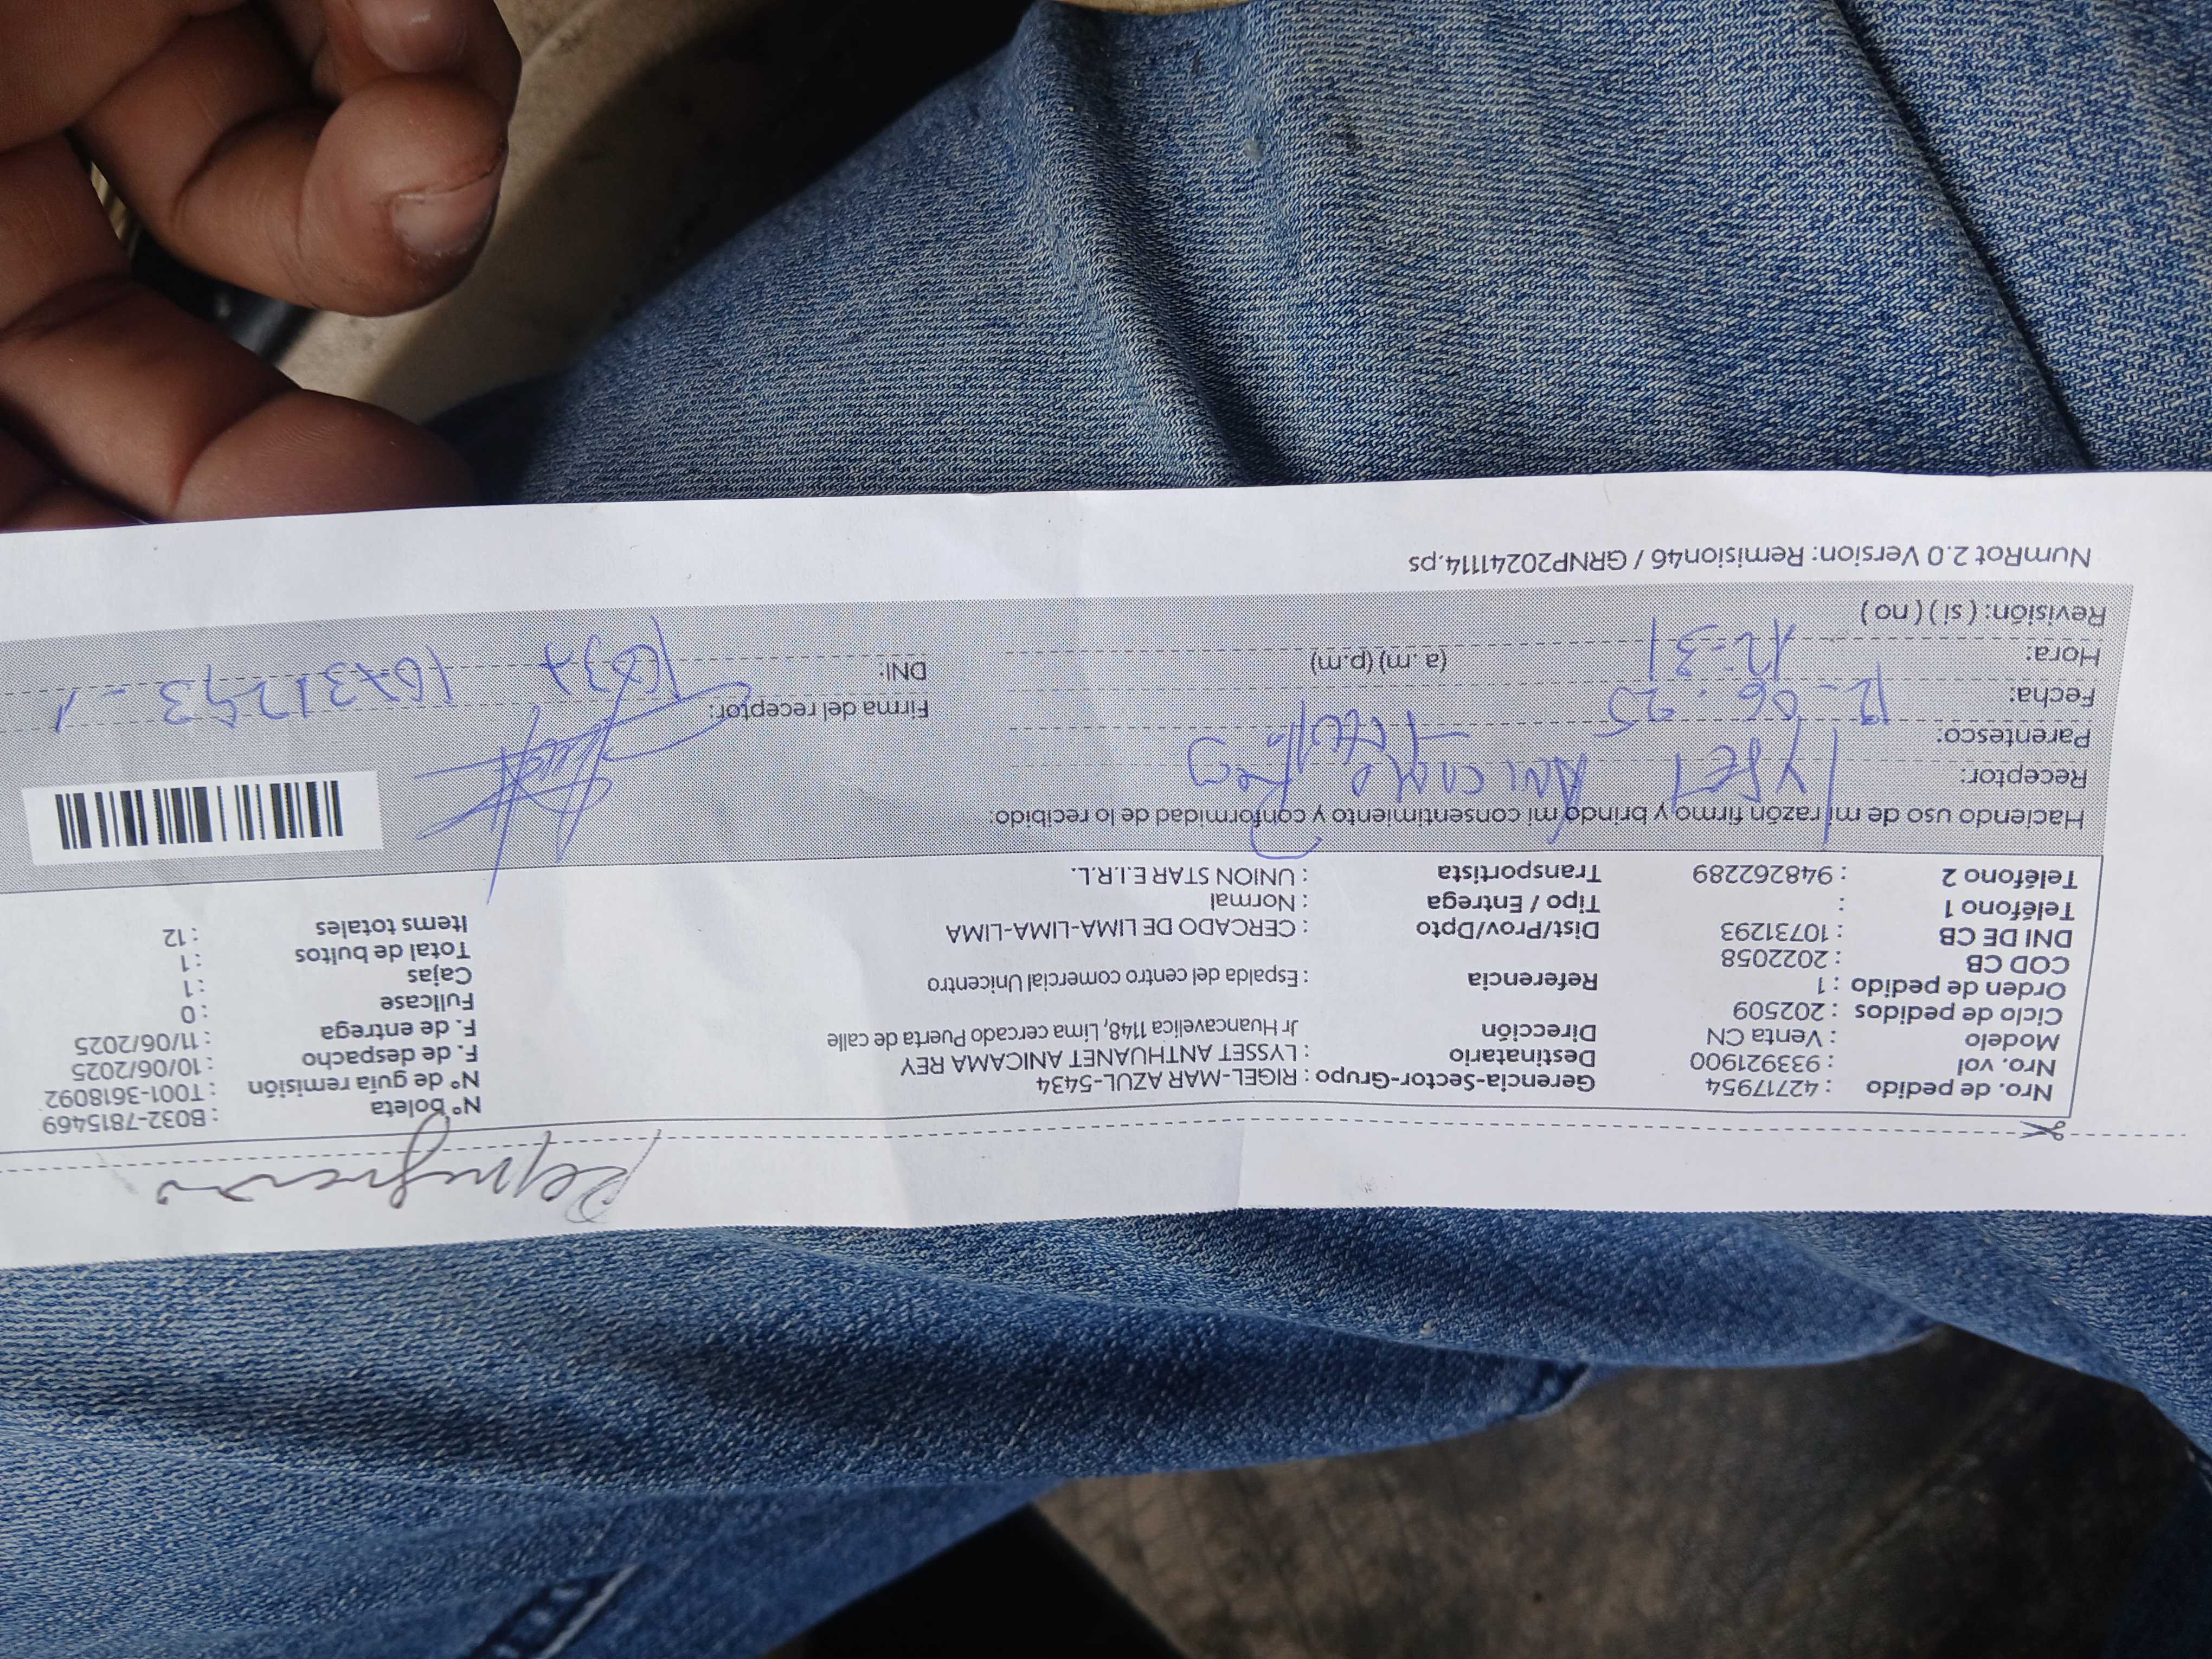 Reprogramado
Nro. de pedido : 42717954 Gerencia-Sector-Grupo : RIGEL-MAR AZUL-5434 Nº boleta : B032-7815469
Nro. vol : 933921900 Destinatario : LYSSET ANTHUANET ANICAMA REY Nº de guía remisión : T001-3618092
Modelo : Venta CN Dirección Jr Huancavelica 1148, Lima cercado Puerta de calle F. de despacho : 10/06/2025
Ciclo de pedidos : 202509 F. de entrega : 11/06/2025
Orden de pedido : 1 Referencia : Espalda del centro comercial Unicentro Fullcase : 0
COD CB : 2022058 Cajas : 1
DNI DE CB : 10731293 Dist/Prov/Dpto : CERCADO DE LIMA-LIMA-LIMA Total de bultos : 1
Teléfono 1 : Tipo / Entrega : Normal Items totales : 12
Teléfono 2 : 948262289 Transportista : UNION STAR E.I.R.L.
Haciendo uso de mi razón firmo y brindo mi consentimiento y conformidad de lo recibido:
Receptor: Lyset Anicama Rey
Parentesco:
Fecha: 12-06-25 Firma del receptor:
Hora: 12:31 (a. m) (p.m) DNI:
Revisión: ( si ) ( no )
NumRot 2.0 Version: Remision46 / GRNP20241114.ps